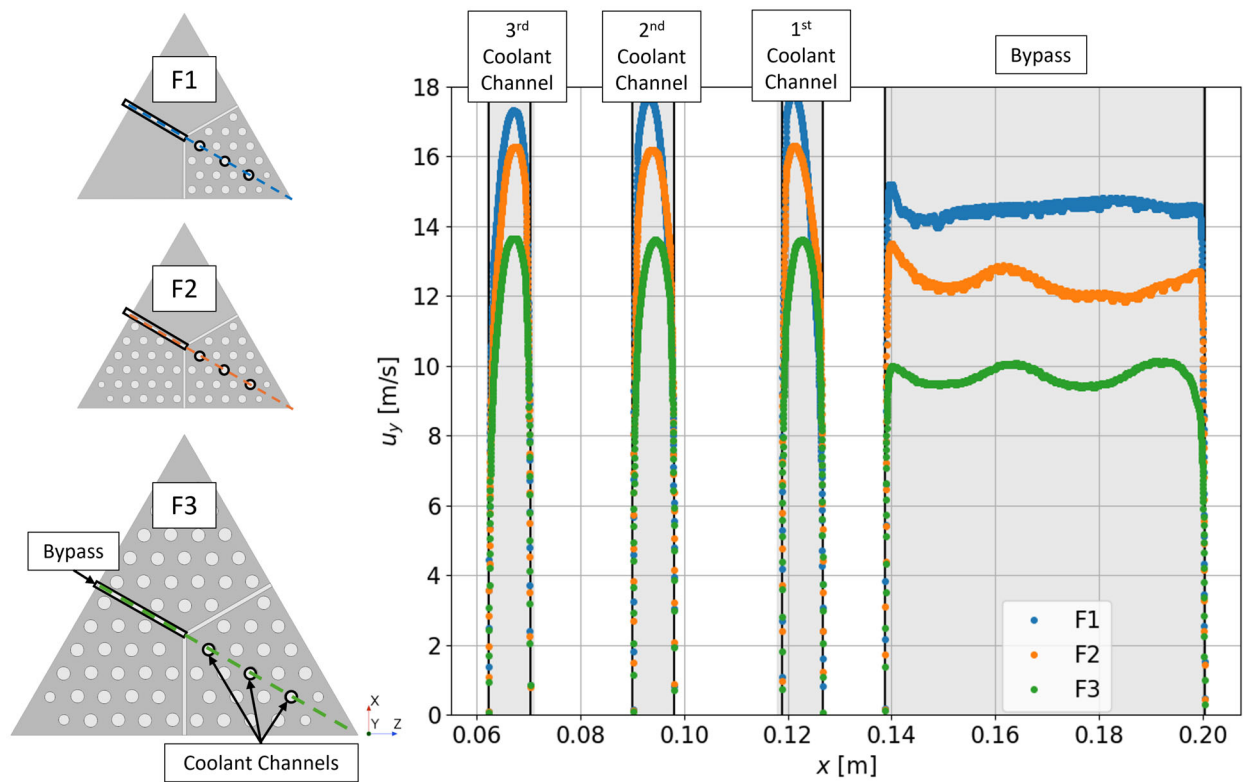 F1
F2
F3
Bypass
Coolant Channels
X
Y
Z
3rd
Coolant
Channel
2nd
Coolant
Channel
1st
Coolant
Channel
Bypass
18
16
14
12
10
8
6
4
2
0
uy [m/s]
0.06
0.08
0.10
0.12
0.14
0.16
0.18
0.20
x [m]
F1
F2
F3